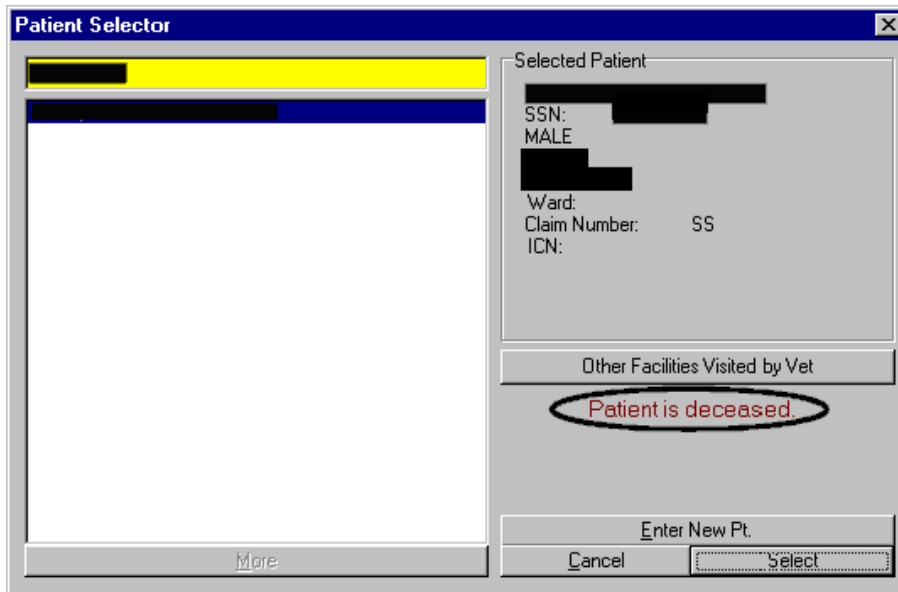 Patient Selector
Selected Patient
SSN:
MALE
Ward:
Claim Number: SS
ICN:
Other Facilities Visited by Vet
Patient is deceased.
Enter New Pt.
More
Cancel
Select